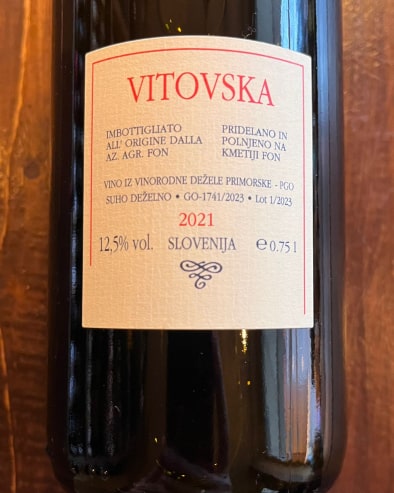 VITOVSKA
IMBOTTIGLIATO
ALL' ORIGINE DALLA
AZ. AGR. FON
PRIDELANO IN
POLNJENO NA
KMETIJI FON
VINO IZ VINORODNE DEŽELE PRIMORSKE - PGO
SUHO DEŽELNO • GO-1741/2023 • Lot 1/2023
2021
12,5% vol. SLOVENIJA e 0.75 l